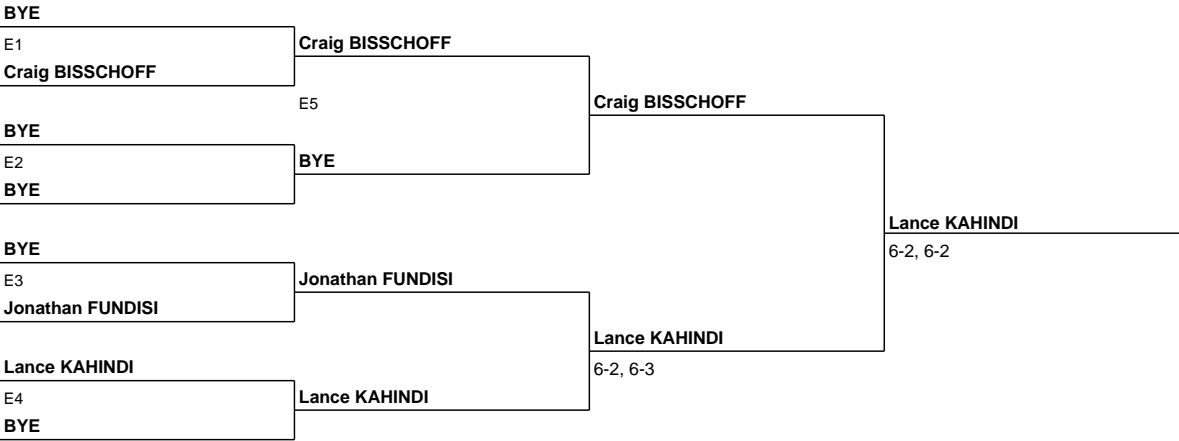 BYE
E1
Craig BISSCHOFF
Craig BISSCHOFF
E5
BYE
E2
BYE
BYE
Craig BISSCHOFF
BYE
E3
Jonathan FUNDISI
Jonathan FUNDISI
Lance KAHINDI
E4
BYE
Lance KAHINDI
Lance KAHINDI
6-2, 6-3
Lance KAHINDI
6-2, 6-2